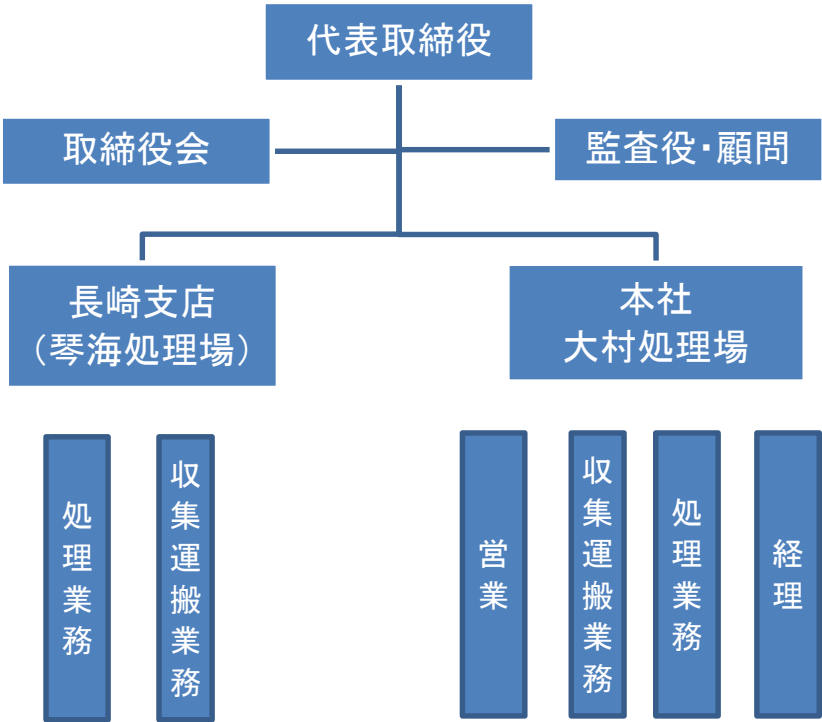 代表取締役
取締役会
監査役・顧問
長崎支店
（琴海処理場）
本社
大村処理場
処理業務
収集運搬業務
営業
収集運搬業務
処理業務
経理